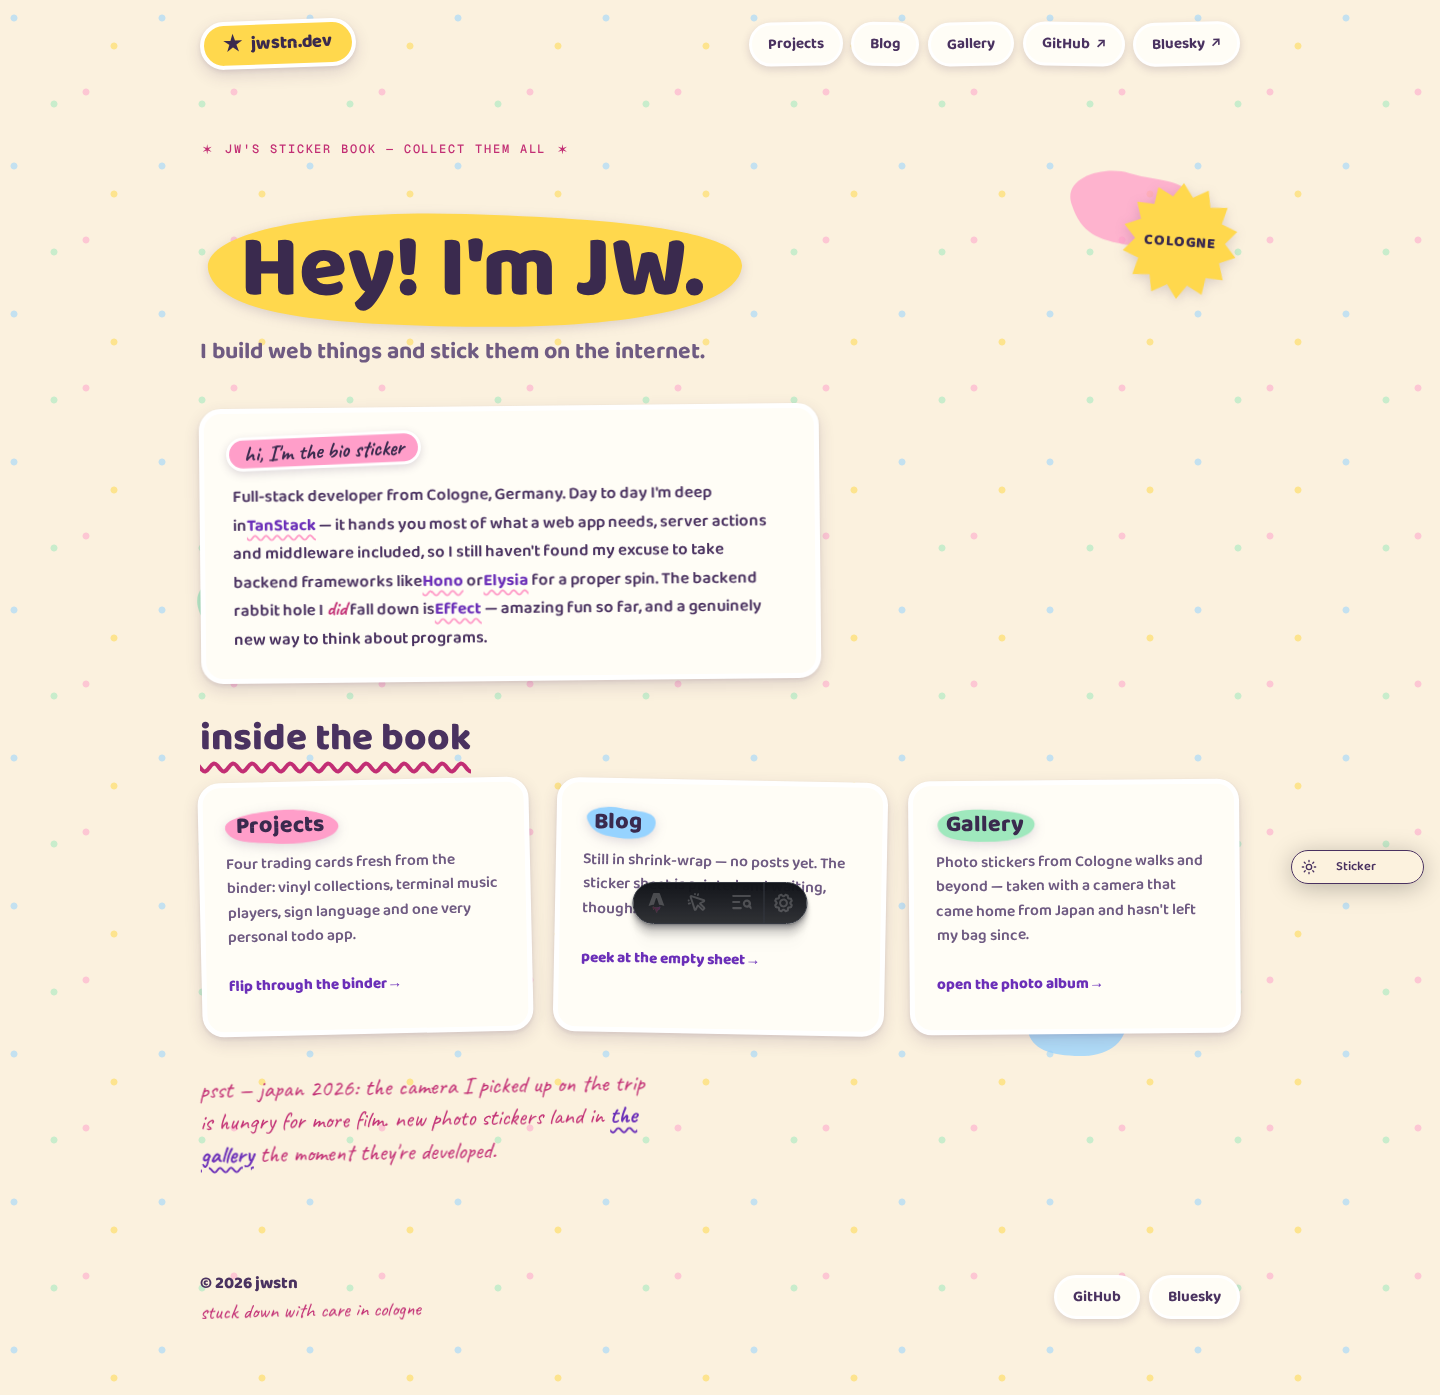 ★ jwstn.dev
Projects Blog Gallery GitHub ↗ Bluesky ↗
✶ JW'S STICKER BOOK — COLLECT THEM ALL ✶
COLOGNE
Hey! I'm JW.
I build web things and stick them on the internet.
hi, I'm the bio sticker
Full-stack developer from Cologne, Germany. Day to day I'm deep
inTanStack — it hands you most of what a web app needs, server actions
and middleware included, so I still haven't found my excuse to take
backend frameworks likeHono orElysia for a proper spin. The backend
rabbit hole I didfall down isEffect — amazing fun so far, and a genuinely
new way to think about programs.
inside the book
Projects
Four trading cards fresh from the
binder: vinyl collections, terminal music
players, sign language and one very
personal todo app.
flip through the binder→
Blog
Still in shrink-wrap — no posts yet. The
sticker
though
peek at the empty sheet→
Gallery
Photo stickers from Cologne walks and
beyond — taken with a camera that
came home from Japan and hasn't left
my bag since.
open the photo album→
Sticker
psst — japan 2026: the camera I picked up on the trip
is hungry for more film. new photo stickers land in the
gallery the moment they're developed.
© 2026 jwstn
stuck down with care in cologne
GitHub Bluesky